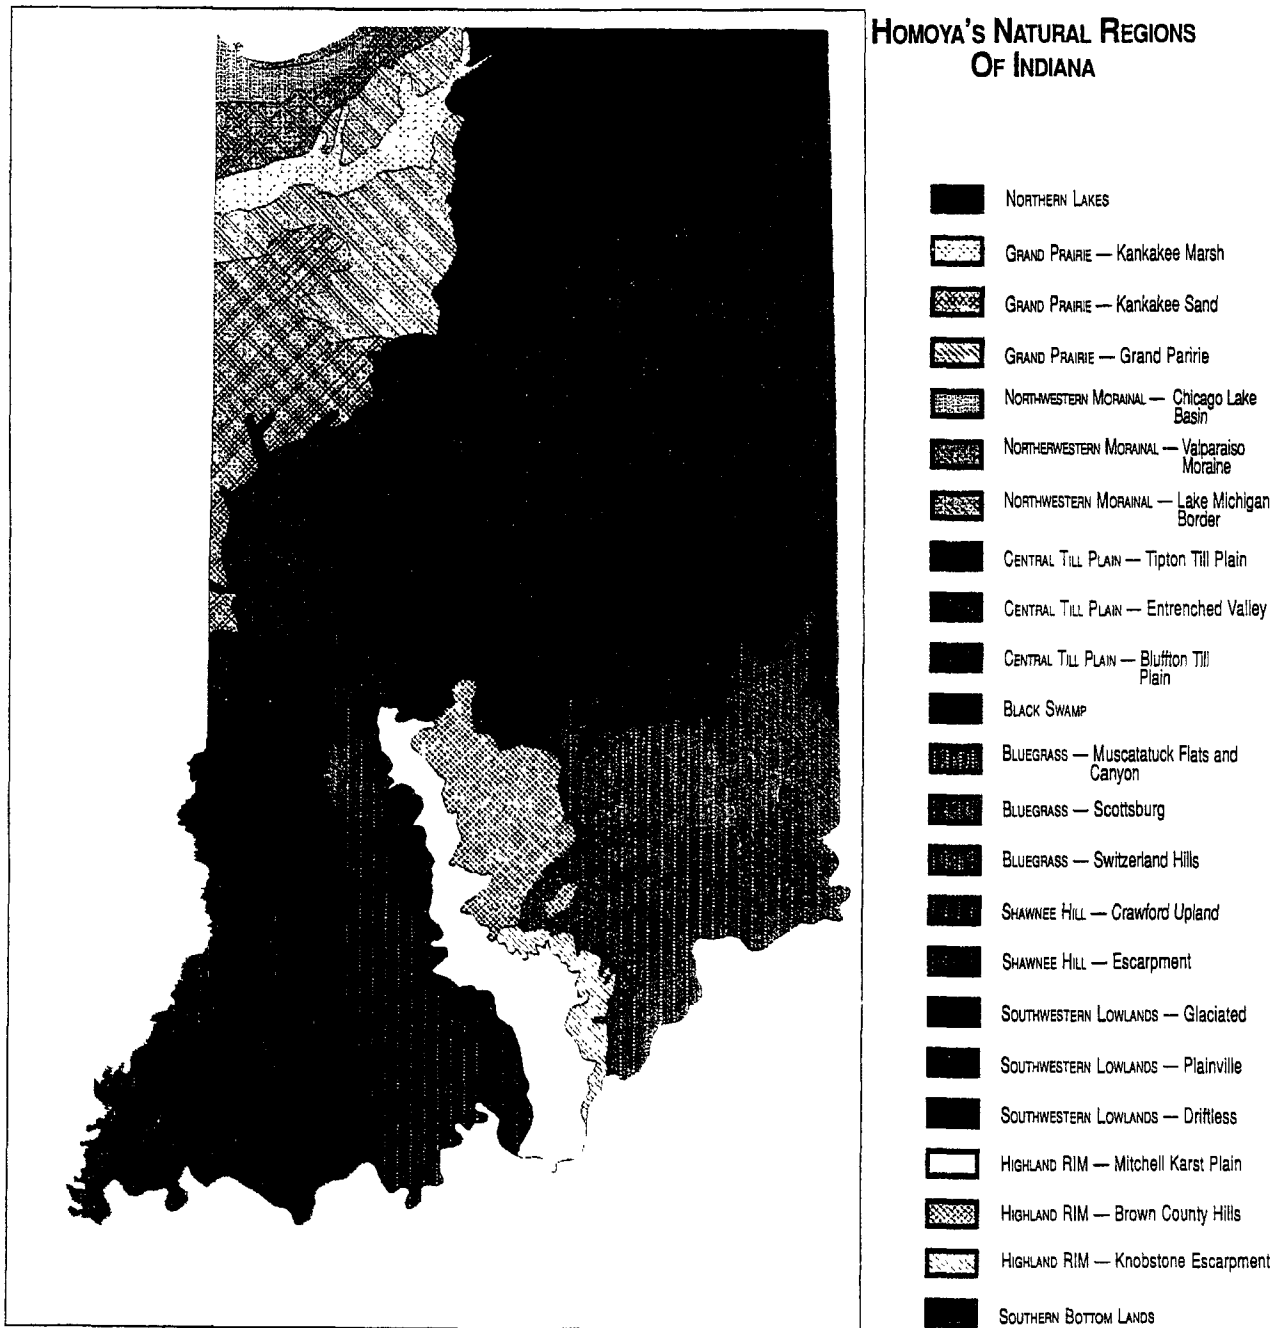 HOMOYA'S NATURAL REGIONS
OF INDIANA
NORTHERN LAKES
GRAND PRAIRIE — Kankakee Marsh
GRAND PRAIRIE — Kankakee Sand
GRAND PRAIRIE — Grand Paririe
NORTHWESTERN MORAINAL — Chicago Lake
Basin
NORTHERWESTERN MORAINAL — Valparaiso
Moraine
NORTHWESTERN MORAINAL — Lake Michigan
Border
CENTRAL TILL PLAIN — Tipton Till Plain
CENTRAL TILL PLAIN — Entrenched Valley
CENTRAL TILL PLAIN — Bluffton Till
Plain
BLACK SWAMP
BLUEGRASS — Muscatatuck Flats and
Canyon
BLUEGRASS — Scottsburg
BLUEGRASS — Switzerland Hills
SHAWNEE HILL — Crawford Upland
SHAWNEE HILL — Escarpment
SOUTHWESTERN LOWLANDS — Glaciated
SOUTHWESTERN LOWLANDS — Plainville
SOUTHWESTERN LOWLANDS — Driftless
HIGHLAND RIM — Mitchell Karst Plain
HIGHLAND RIM — Brown County Hills
HIGHLAND RIM — Knobstone Escarpment
SOUTHERN BOTTOM LANDS